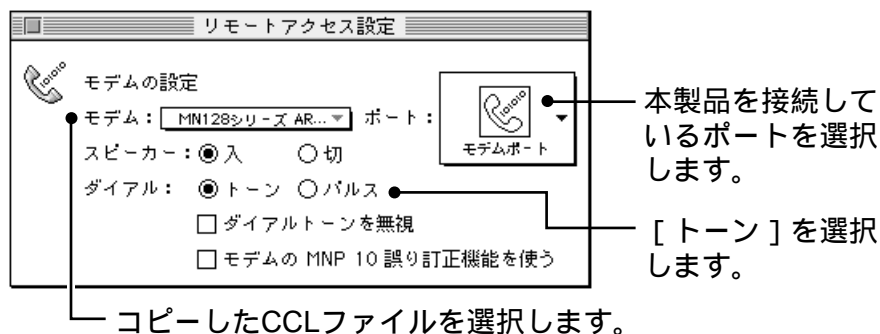 リモートアクセス設定
モデムの設定
モデム： MN128シリーズ AR... ポート：
モデムポート
スピーカー： 入 切
ダイアル： トーン パルス
ダイアルトーンを無視
モデムの MNP 10 誤り訂正機能を使う
本製品を接続して
いるポートを選択
します。
［トーン］を選択
します。
コピーしたCCLファイルを選択します。